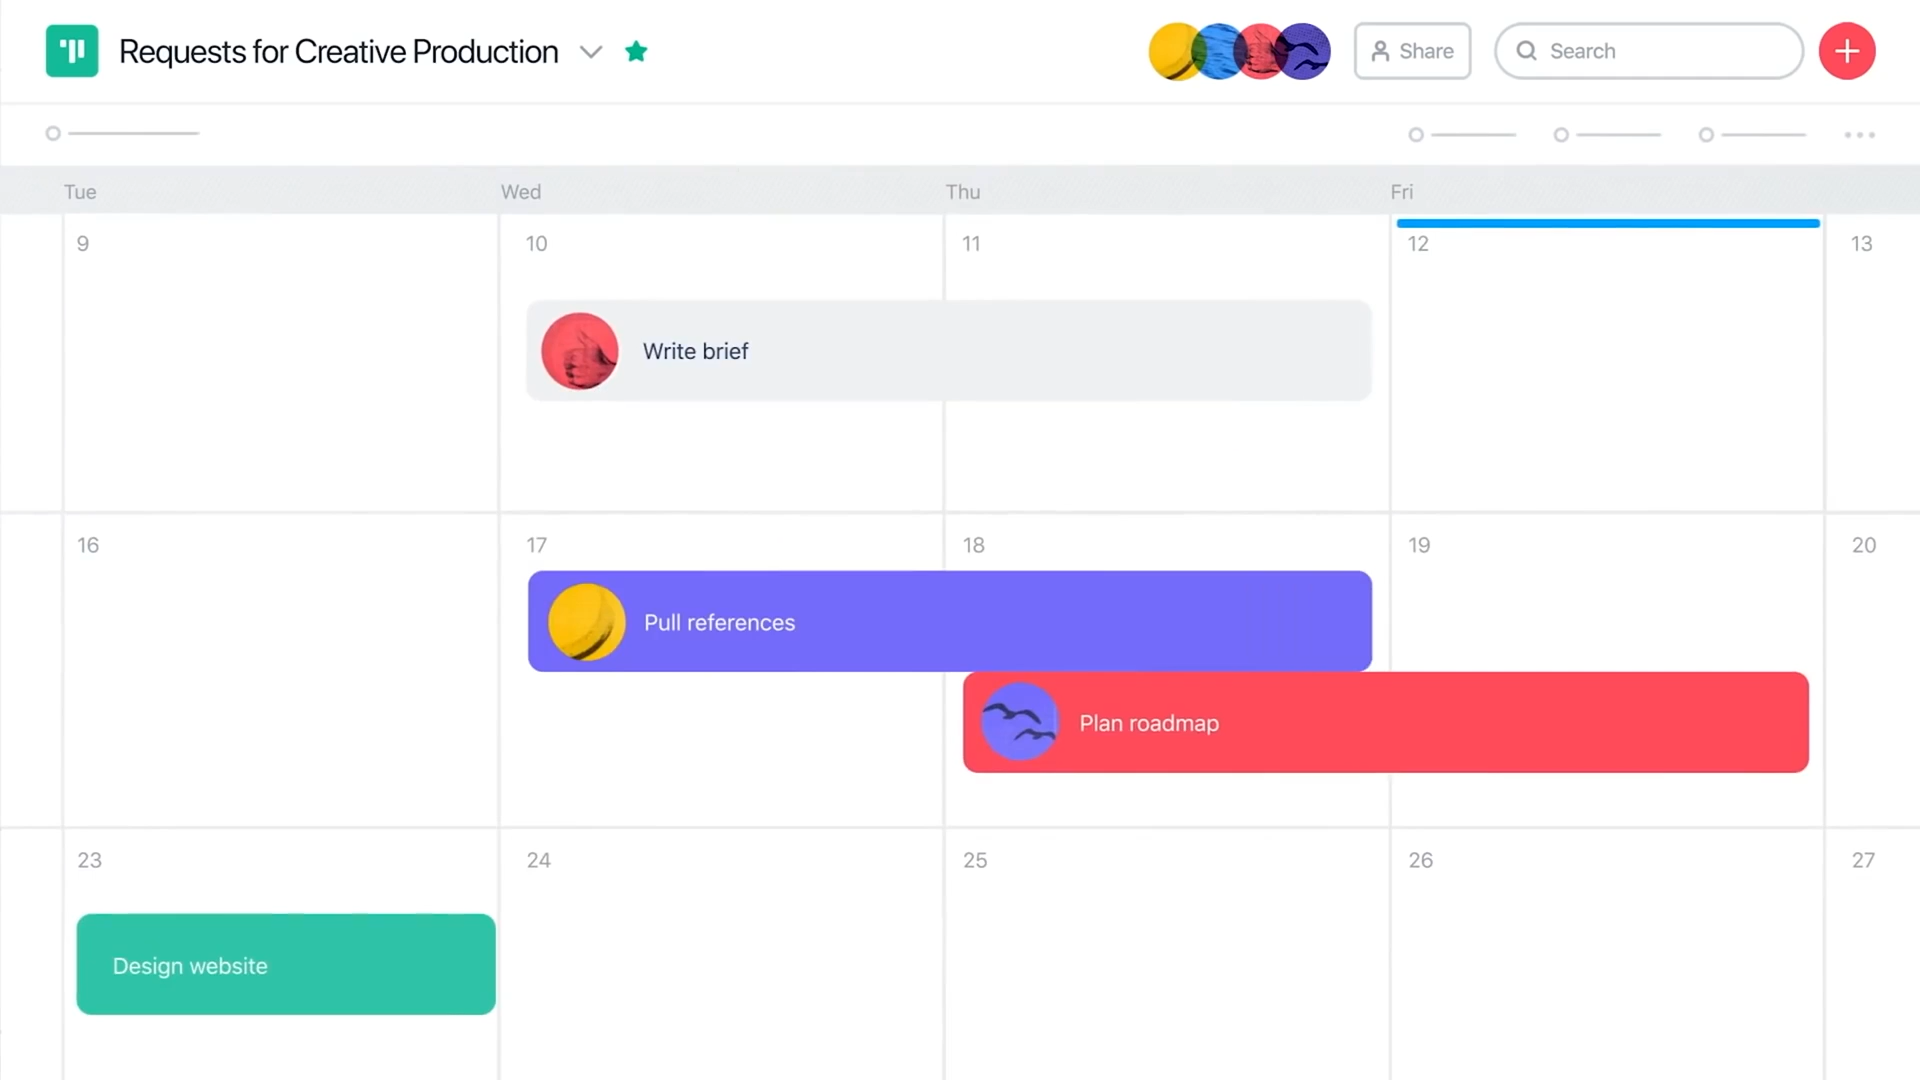 Requests for Creative Production
Share
Search
Tue Wed Thu Fri
9 10 11 12 13
Write brief
16 17 18 19 20
Pull references
Plan roadmap
23 24 25 26 27
Design website